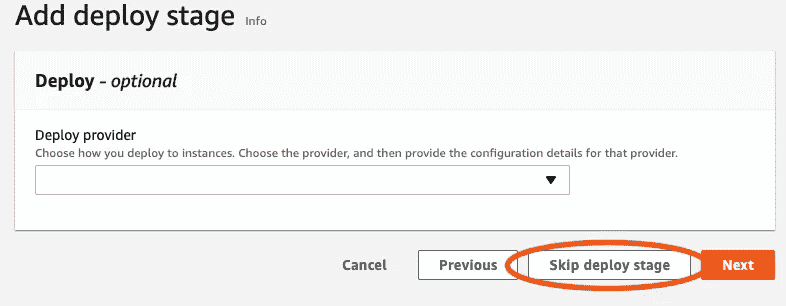 Add deploy stage Info
Deploy - optional
Deploy provider
Choose how you deploy to instances. Choose the provider, and then provide the configuration details for that provider.
Cancel Previous Skip deploy stage Next